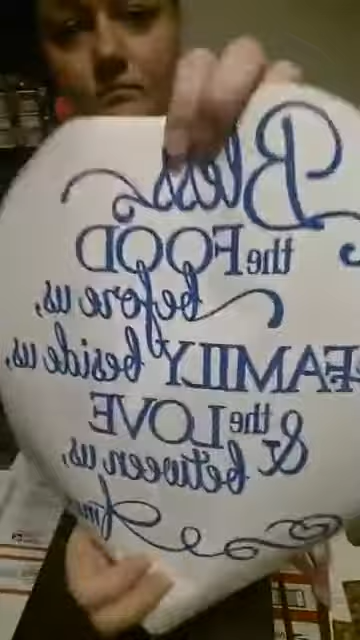 Bless
the FOOD
before us,
FAMILY beside us,
& the LOVE
between us,